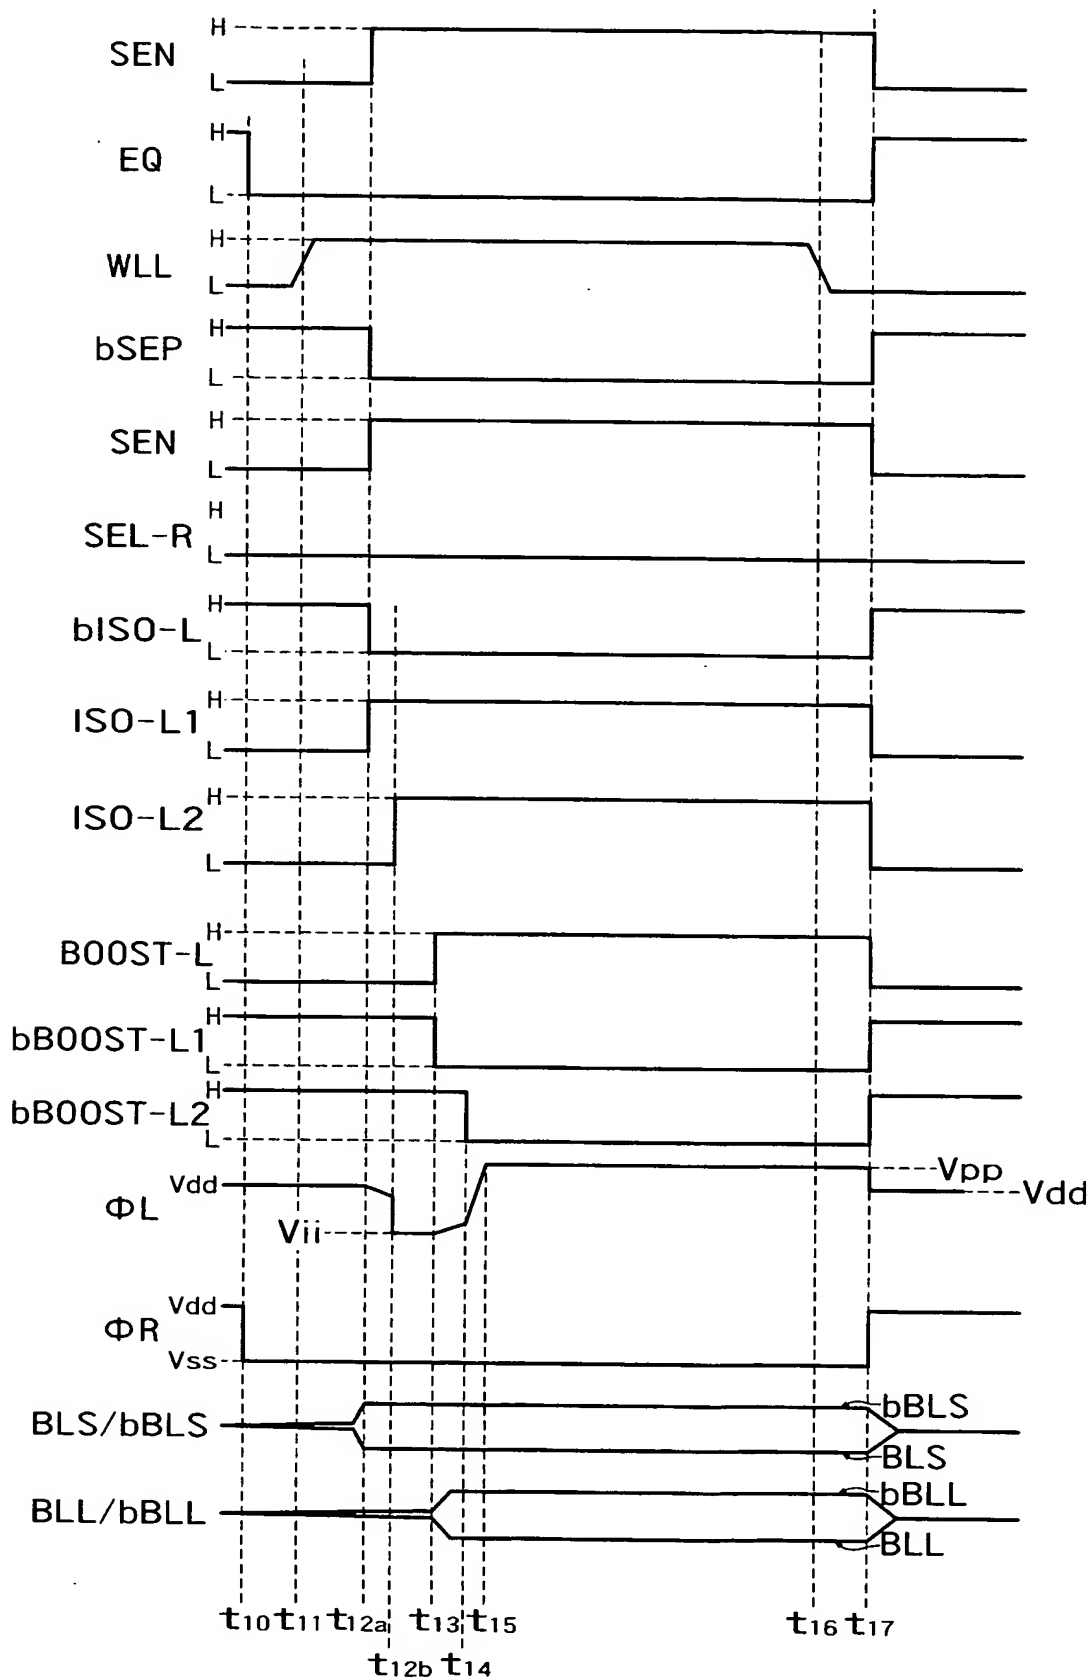 H
SEN
L
H
EQ
L
H
WLL
L
H
bSEP
L
H
SEN
L
H
SEL-R
L
H
bISO-L
L
H
ISO-L1
L
H
ISO-L2
L
H
BOOST-L
L
H
bBOOST-L1
L
H
bBOOST-L2
L
Vdd
ΦL
Vii
Vpp
Vdd
Vdd
ΦR
Vss
BLS/bBLS
bBLS
BLS
BLL/bBLL
bBLL
BLL
t10 t11 t12a t13 t15 t16 t17
t12b t14